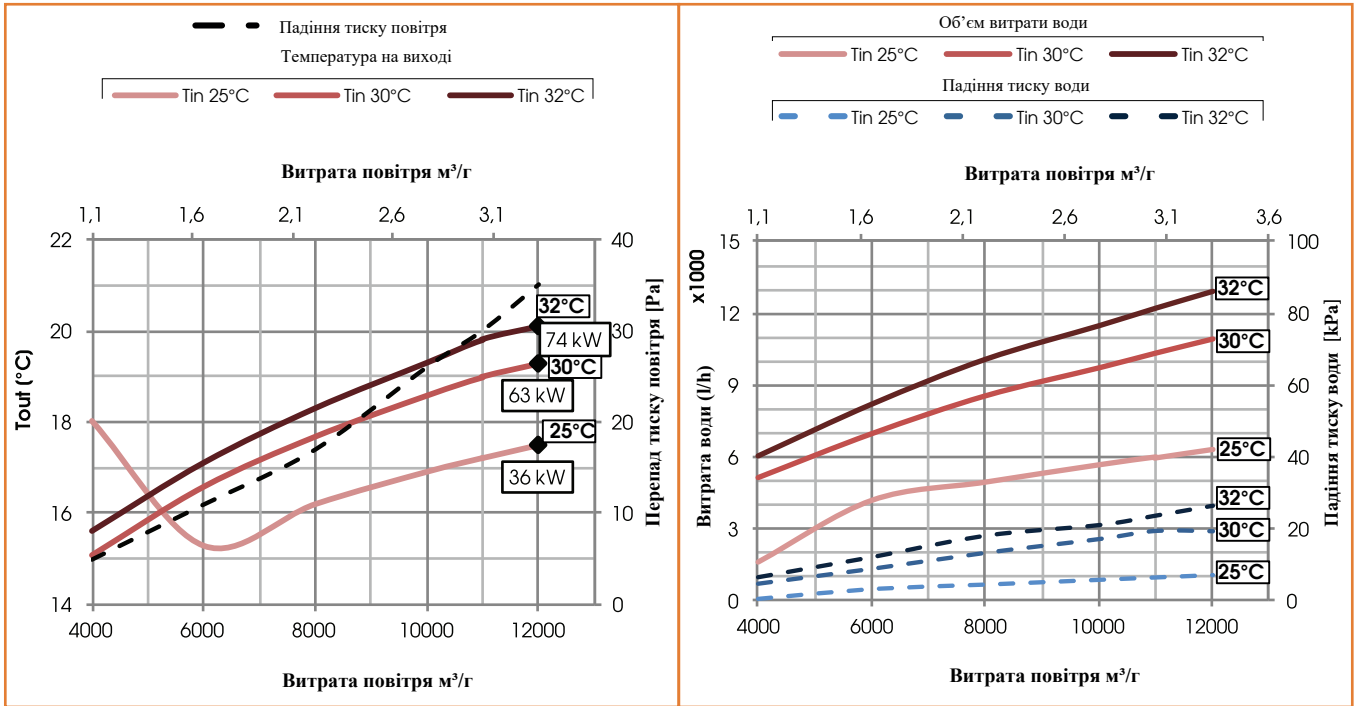 Падіння тиску повітря
Температура на виході
Tin 25°C Tin 30°C Tin 32°C
Витрата повітря м³/г
1,1 1,6 2,1 2,6 3,1
22 40
20 30
18 20
16 10
14 0
Tout (°C)
Перепад тиску повітря [Pa]
32°C
74 kW
30°C
63 kW
25°C
36 kW
4000 6000 8000 10000 12000
Витрата повітря м³/г
Об’єм витрати води
Tin 25°C Tin 30°C Tin 32°C
Падіння тиску води
Tin 25°C Tin 30°C Tin 32°C
Витрата повітря м³/г
1,1 1,6 2,1 2,6 3,1 3,6
15 100
12 80
9 60
6 40
3 20
0 0
x1000
Витрата води (l/h)
Падіння тиску води [kPa]
32°C
30°C
25°C
32°C
30°C
25°C
4000 6000 8000 10000 12000
Витрата повітря м³/г